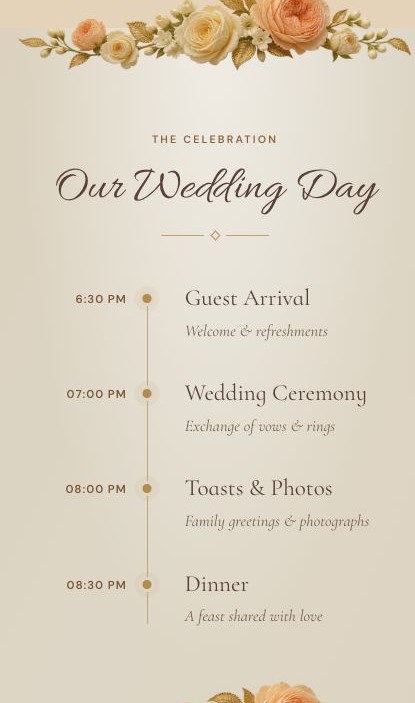 THE CELEBRATION
Our Wedding Day
6:30 PM
Guest Arrival
Welcome & refreshments
07:00 PM
Wedding Ceremony
Exchange of vows & rings
08:00 PM
Toasts & Photos
Family greetings & photographs
08:30 PM
Dinner
A feast shared with love